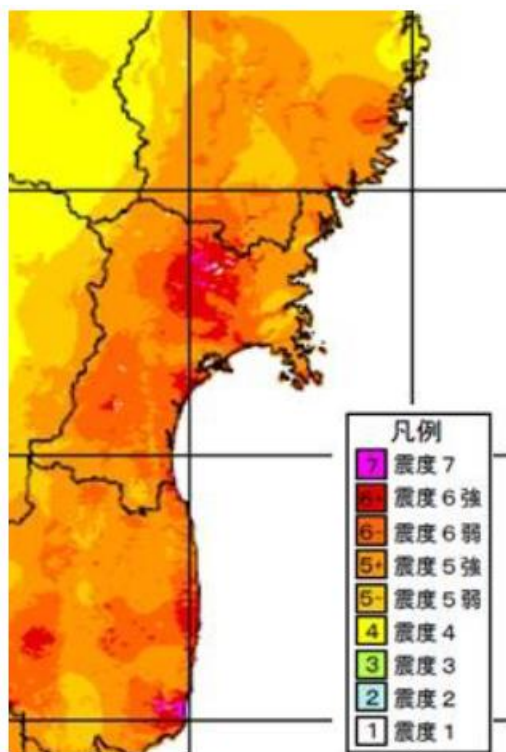 凡例
7 震度7
6+ 震度6強
6- 震度6弱
5+ 震度5強
5- 震度5弱
4 震度4
3 震度3
2 震度2
1 震度1